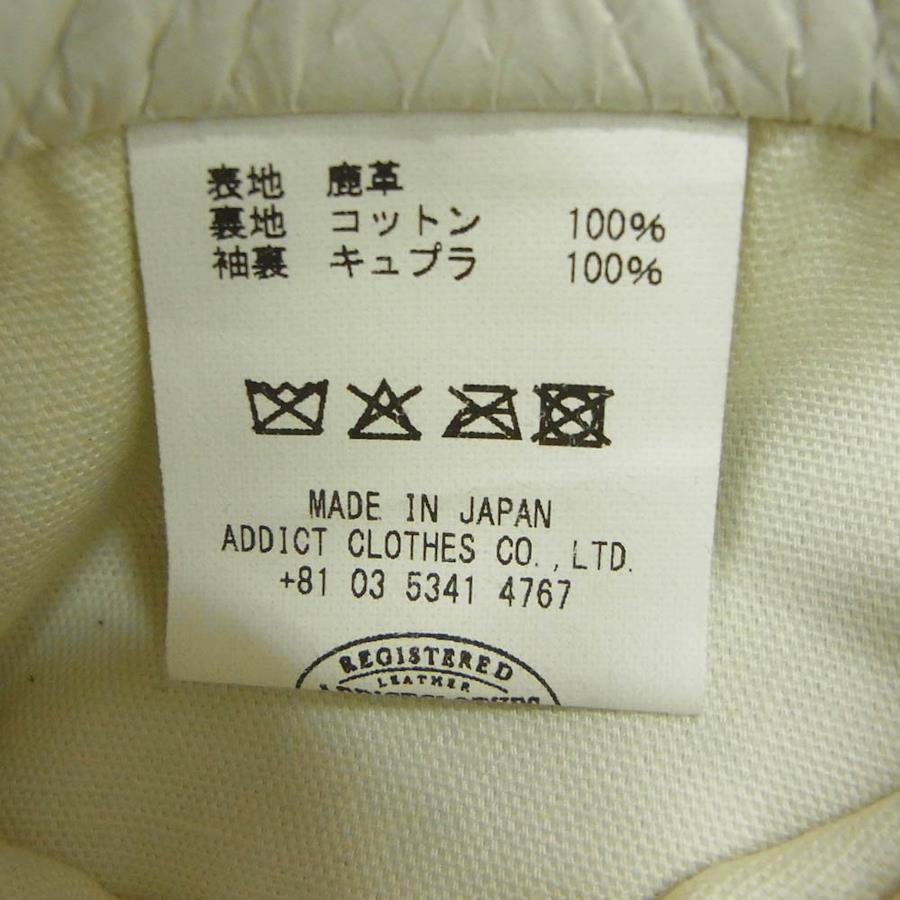 表地 鹿革
裏地 コットン 100%
袖裏 キュプラ 100%
MADE IN JAPAN
ADDICT CLOTHES CO.,LTD.
+81 03 5341 4767
REGISTERED
LEATHER